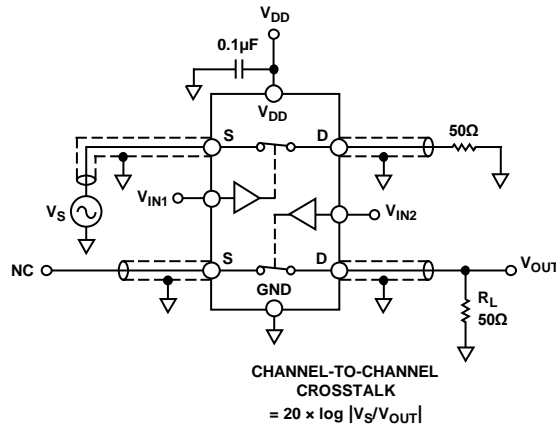 V_DD
0.1µF
V_DD
S
D
50Ω
V_IN1
V_S
V_IN2
NC
S
D
V_OUT
GND
R_L
50Ω
CHANNEL-TO-CHANNEL
CROSSTALK
= 20 × log |V_S/V_OUT|